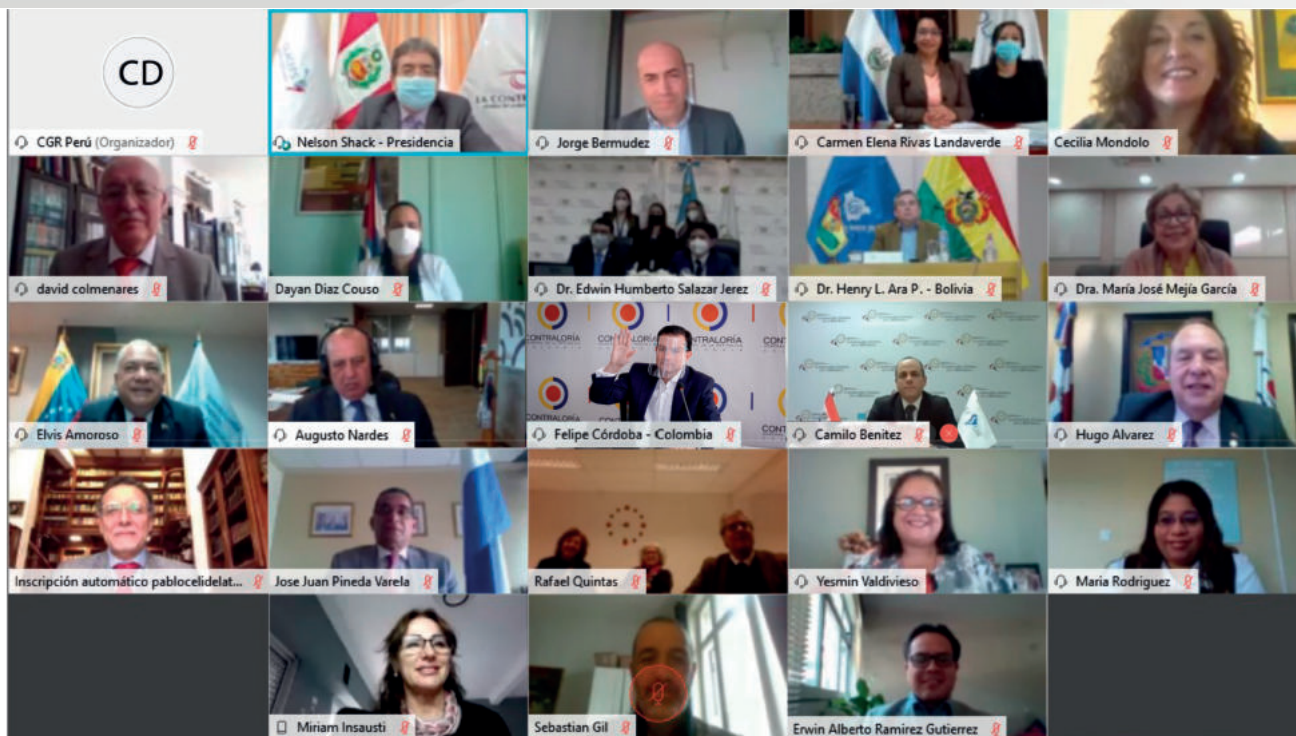 CD
CGR Perú (Organizador)
LA CONTR
Nelson Shack - Presidencia
Jorge Bermudez
Carmen Elena Rivas Landaverde
Cecilia Mondolo
david colmenares
Dayan Diaz Couso
Dr. Edwin Humberto Salazar Jerez
Dr. Henry L. Ara P. - Bolivia
Dra. María José Mejía García
Elvis Amoroso
Augusto Nardes
CONTRALORÍA
Felipe Córdoba - Colombia
Camilo Benitez
Hugo Alvarez
Inscripción automático pablocelidelat...
Jose Juan Pineda Varela
Rafael Quintas
Yesmin Valdivieso
Maria Rodriguez
Miriam Insausti
Sebastian Gil
Erwin Alberto Ramirez Gutierrez